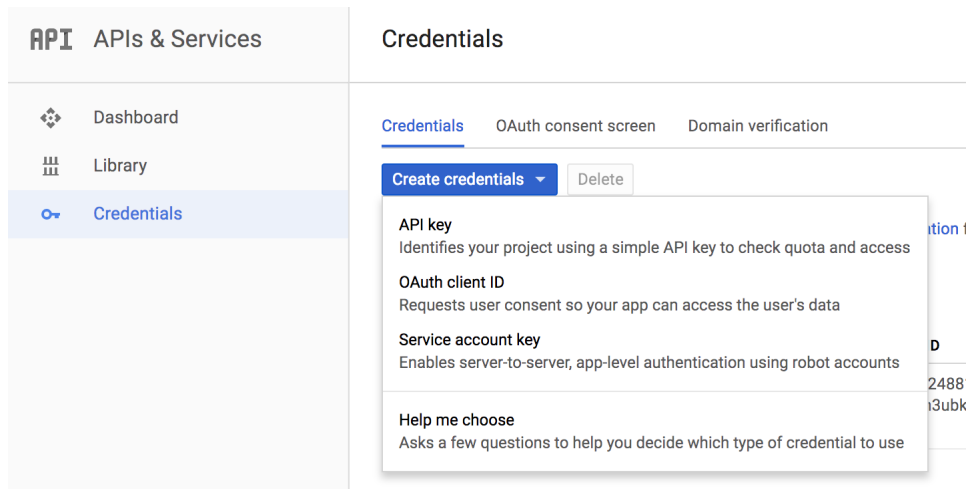 API APIs & Services
Credentials
Dashboard
Library
Credentials
Credentials OAuth consent screen Domain verification
Create credentials Delete
API key
Identifies your project using a simple API key to check quota and access
OAuth client ID
Requests user consent so your app can access the user's data
Service account key
Enables server-to-server, app-level authentication using robot accounts
Help me choose
Asks a few questions to help you decide which type of credential to use
D
2488